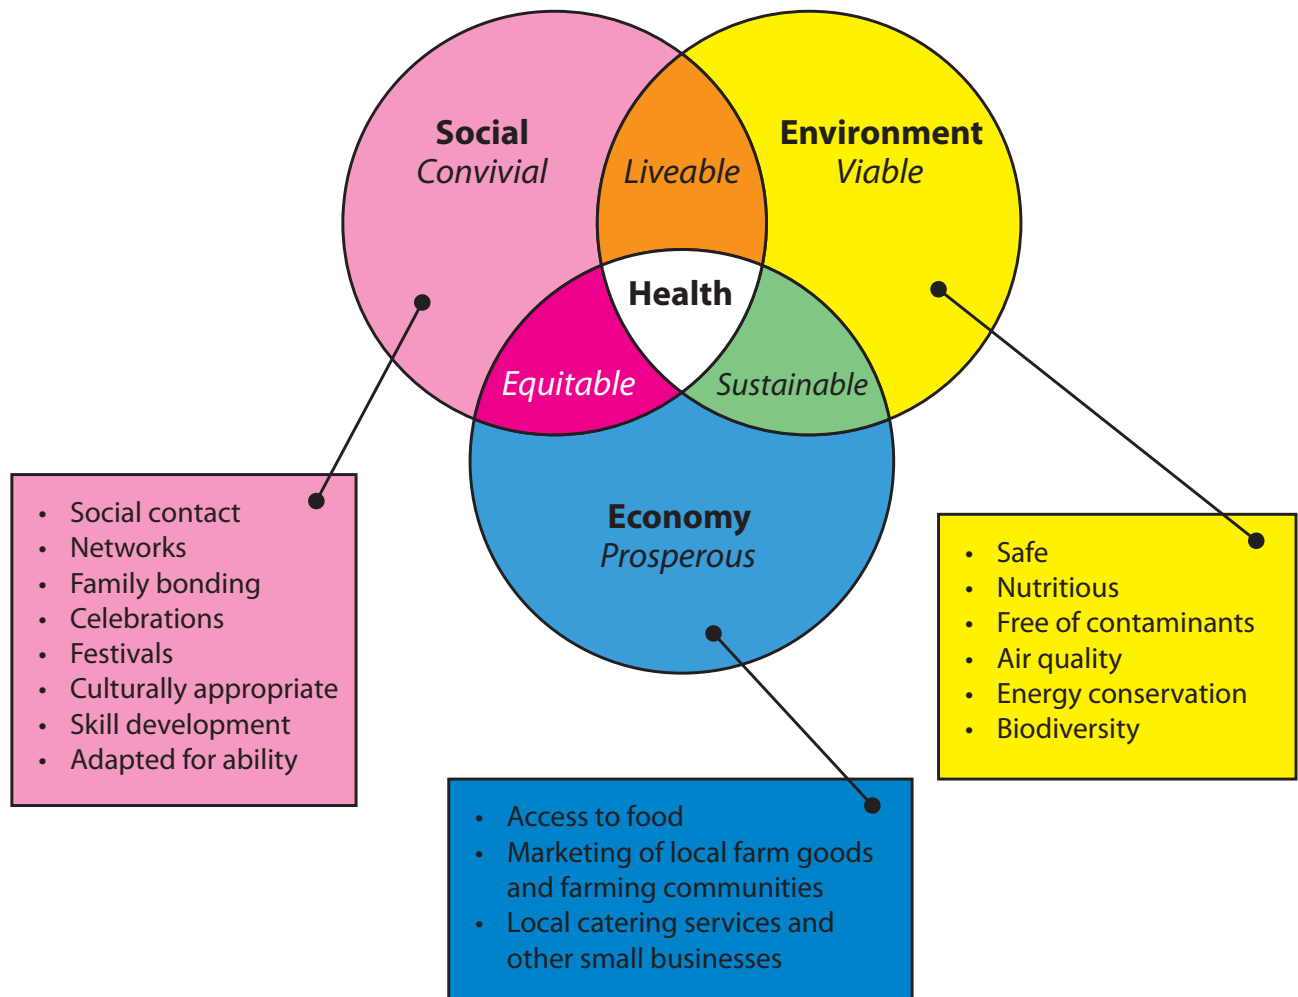 Social
Convivial
Liveable
Environment
Viable
Health
Equitable
Sustainable
Economy
Prosperous
• Social contact
• Networks
• Family bonding
• Celebrations
• Festivals
• Culturally appropriate
• Skill development
• Adapted for ability
• Safe
• Nutritious
• Free of contaminants
• Air quality
• Energy conservation
• Biodiversity
• Access to food
• Marketing of local farm goods
and farming communities
• Local catering services and
other small businesses